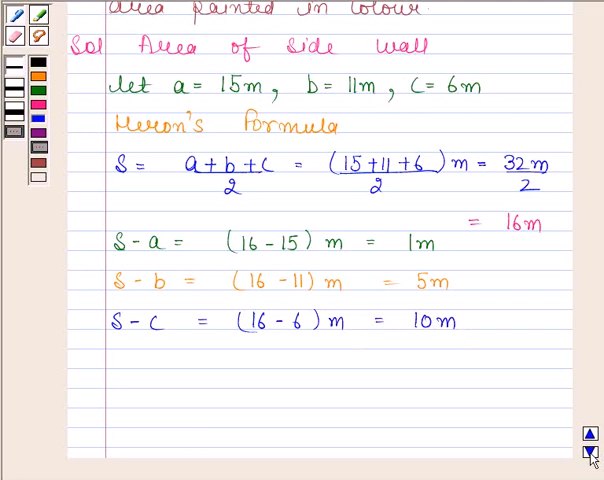 area painted in colour.
Sol Area of side wall
let a = 15m, b = 11m, c = 6m
Heron's Formula
S = a + b + c / 2 = (15 + 11 + 6) / 2 m = 32m / 2
= 16m
S - a = (16 - 15) m = 1m
S - b = (16 - 11) m = 5m
S - c = (16 - 6) m = 10m